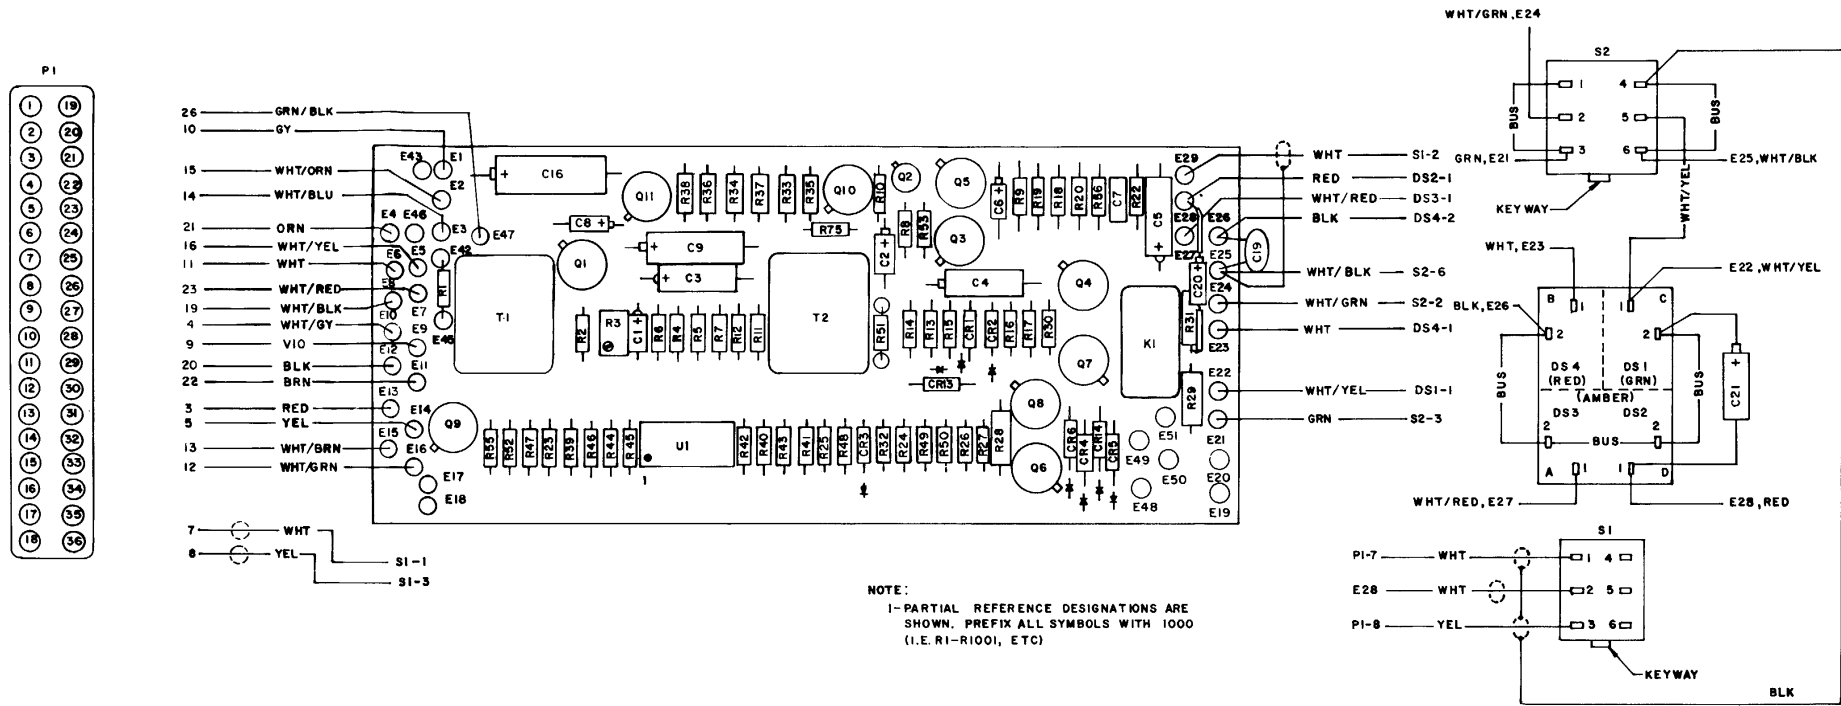 P1
1 19
2 20
3 21
4 22
5 23
6 24
7 25
8 26
9 27
10 28
11 29
12 30
13 31
14 32
15 33
16 34
17 35
18 36
26 GRN/BLK
10 GY
15 WHT/ORN
14 WHT/BLU
21 ORN
16 WHT/YEL
11 WHT
23 WHT/RED
19 WHT/BLK
4 WHT/GY
9 VIO
20 BLK
22 BRN
3 RED
5 YEL
13 WHT/BRN
12 WHT/GRN
7 WHT
8 YEL
S1-1
S1-3
E43 E1
E2
E4 E46 E3 E47
E5 E42
E6
E8
E7
E10 E9 E45
E12
E11
E13
E14
E15
E16
E17
E18
C16 Q11 R38 R36 R34 R37 R33 R35 Q10 R10 Q2 Q5 C6 + R9 R19 R18 R20 R56 C7 R22 C5 +
C8 + R75 R8 R53 Q3
Q1 + C9 C2 +
+ C3 + C4 Q4
R1 T1 T2 K1
R2 R3 C1 + R6 R4 R5 R7 R12 R11 R51 R14 R13 R15 CR1 CR2 R16 R17 R30 R31
CR13 Q7 R29
Q9 Q8
R55 R52 R47 R23 R39 R46 R44 R45 U1 R42 R40 R43 R41 R25 R48 CR3 R32 R24 R49 R50 R26 R27 R28 Q6 CR6 CR4 CR14 CR5
1
E29
E28 E26
E27 E25
C19
C20 +
E24
E23
E22
E21
E20
E19
E51
E49
E50
E48
WHT S1-2
RED DS2-1
WHT/RED DS3-1
BLK DS4-2
WHT/BLK S2-6
WHT/GRN S2-2
WHT DS4-1
WHT/YEL DS1-1
GRN S2-3
NOTE:
1-PARTIAL REFERENCE DESIGNATIONS ARE
SHOWN. PREFIX ALL SYMBOLS WITH 1000
(I.E. R1-R1001, ETC)
WHT/GRN, E24
S2
1 4
2 5
3 6
BUS
BUS
GRN, E21
E25, WHT/BLK
KEYWAY
WHT/YEL
WHT, E23
E22, WHT/YEL
BLK, E26
B C
1 1
2 2
DS4
(RED)
DS1
(GRN)
(AMBER)
DS3 DS2
BUS
BUS
BUS
2 2
A 1 1 D
C21 +
WHT/RED, E27
E28, RED
S1
P1-7 WHT 1 4
E28 WHT 2 5
P1-8 YEL 3 6
KEYWAY
BLK